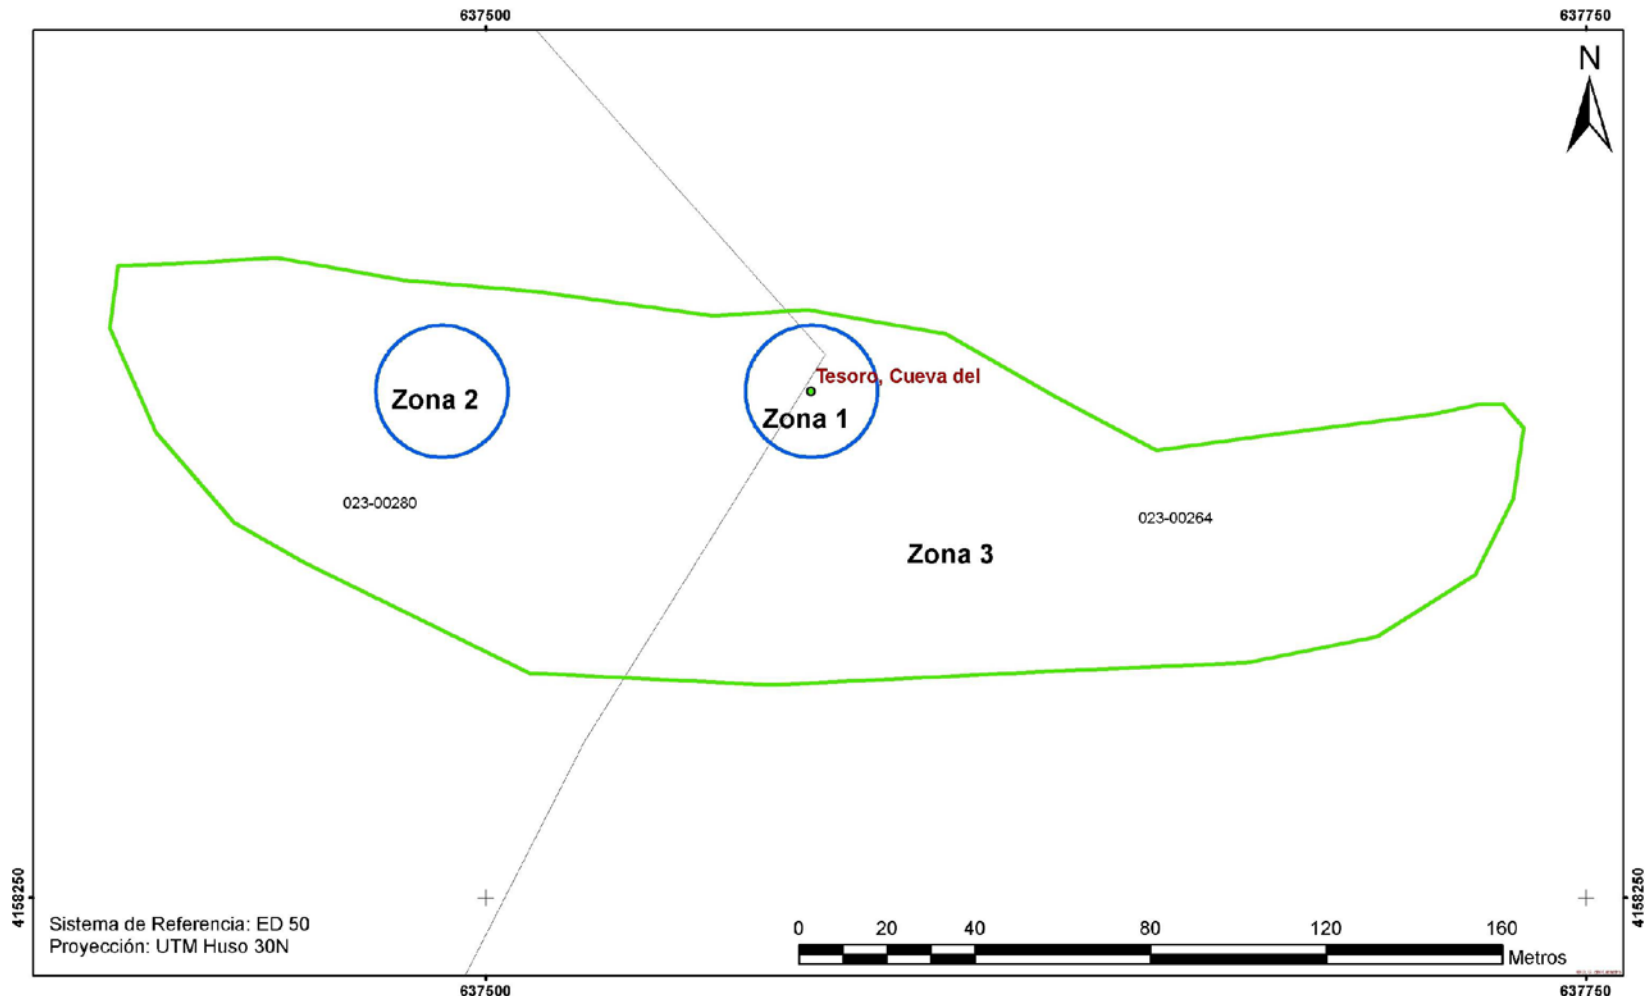 637500 637750
N
Tesoro, Cueva del
Zona 2
Zona 1
023-00280
023-00264
Zona 3
4158250 4158250
Sistema de Referencia: ED 50
Proyección: UTM Huso 30N
0 20 40 80 120 160
Metros
637500 637750